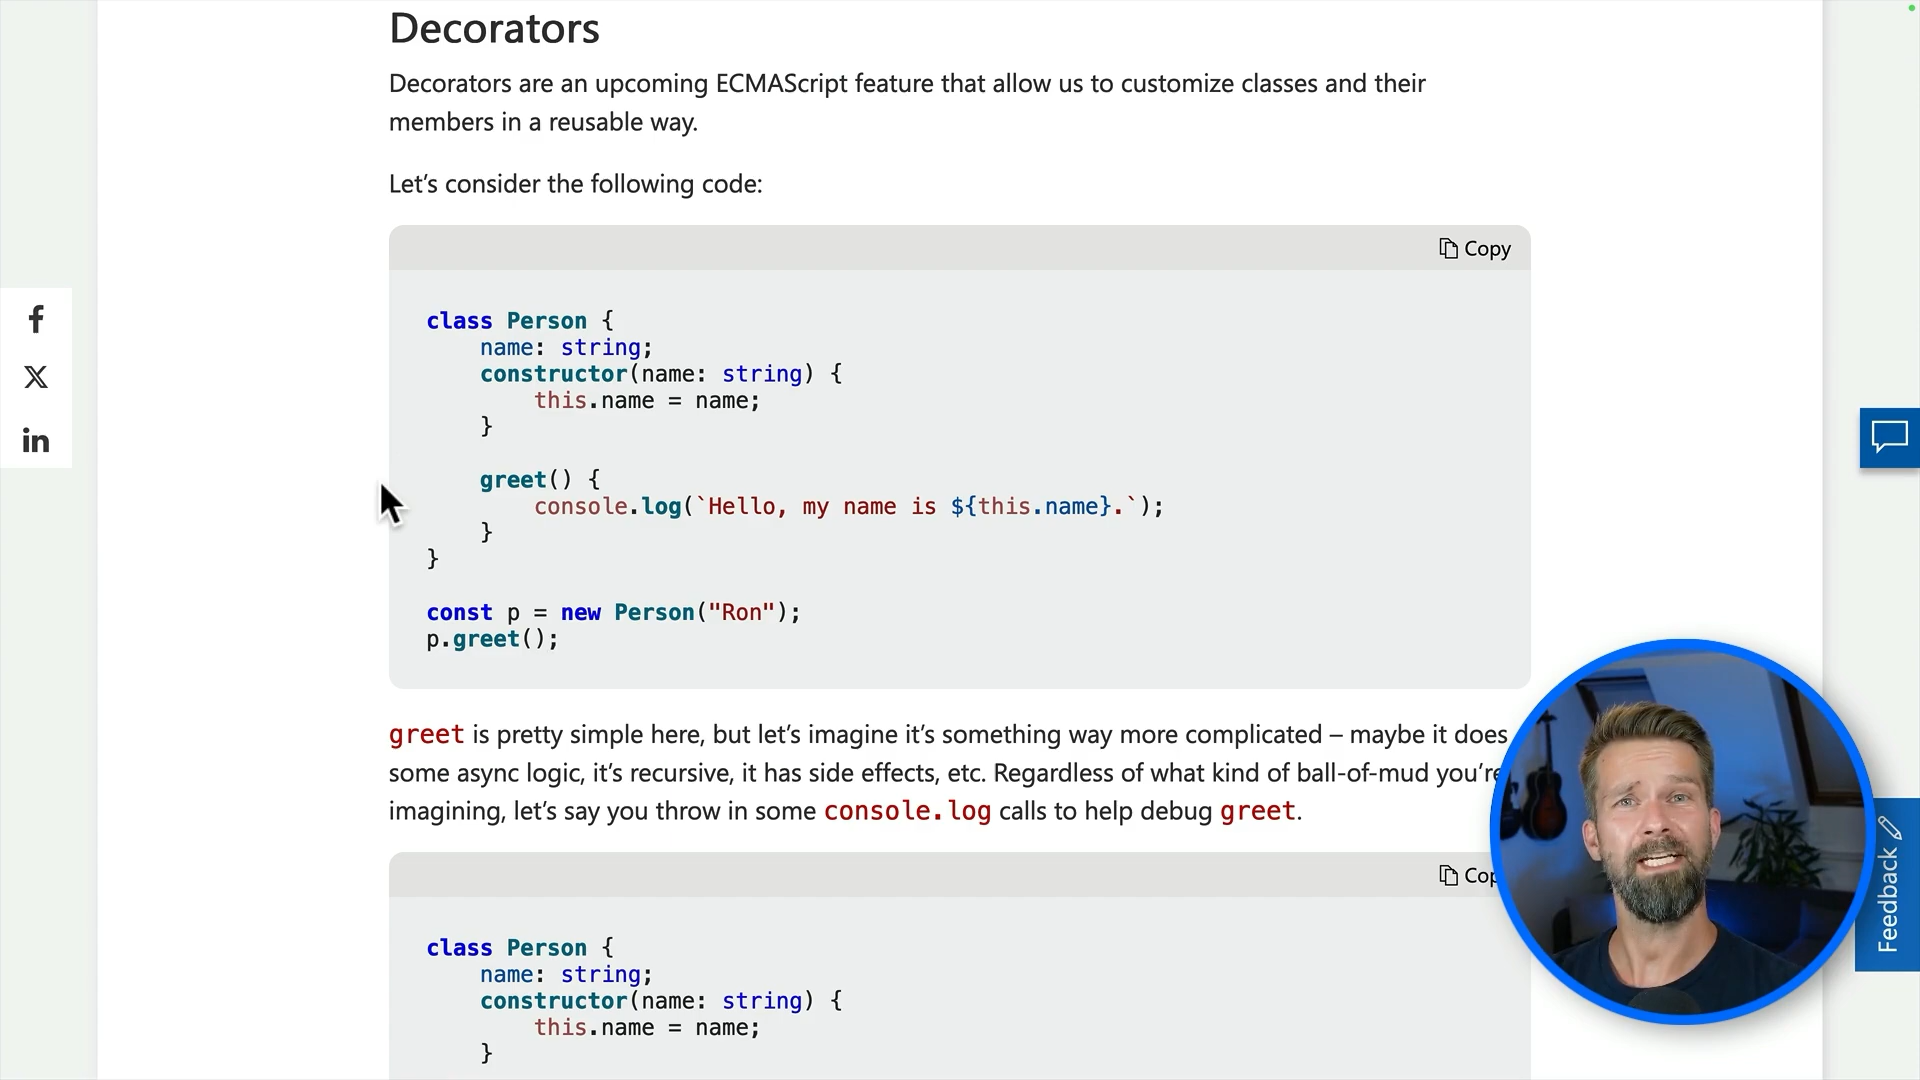 Decorators
Decorators are an upcoming ECMAScript feature that allow us to customize classes and their
members in a reusable way.
Let’s consider the following code:
Copy
class Person {
    name: string;
    constructor(name: string) {
        this.name = name;
    }
    greet() {
        console.log(`Hello, my name is ${this.name}.`);
    }
}
const p = new Person("Ron");
p.greet();
greet is pretty simple here, but let’s imagine it’s something way more complicated – maybe it does
some async logic, it’s recursive, it has side effects, etc. Regardless of what kind of ball-of-mud you’re
imagining, let’s say you throw in some console.log calls to help debug greet.
Cop
class Person {
    name: string;
    constructor(name: string) {
        this.name = name;
    }
f
X
in
Feedback